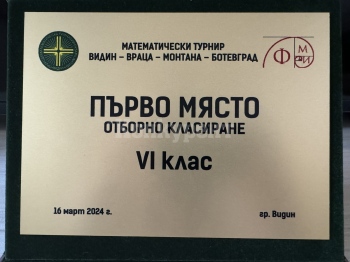 МАТЕМАТИЧЕСКИ ТУРНИР
ВИДИН – ВРАЦА – МОНТАНА – БОТЕВГРАД
ПЪРВО МЯСТО
ОТБОРНО КЛАСИРАНЕ
VI клас
16 март 2024 г.
гр. Видин